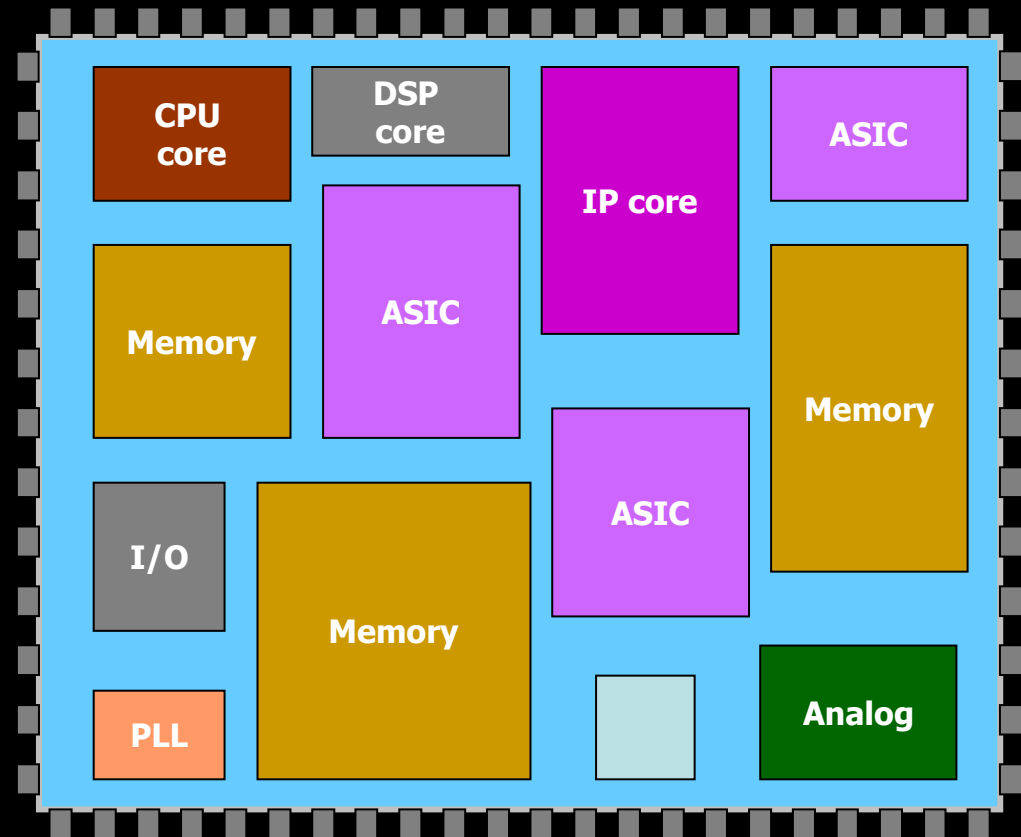 CPU
core
DSP
core
IP core
ASIC
ASIC
Memory
Memory
ASIC
I/O
Memory
PLL
Analog